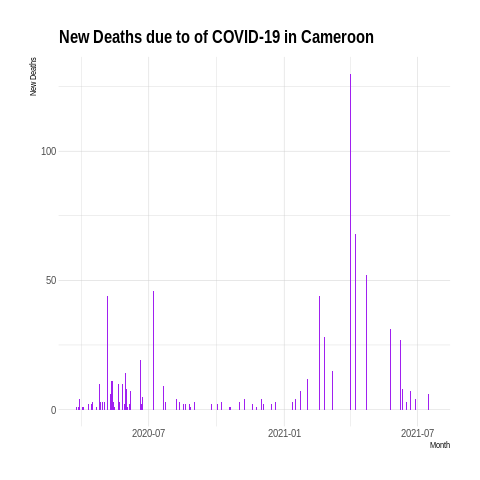 New Deaths due to of COVID-19 in Cameroon
New Deaths
100
50
0
2020-07
2021-01
2021-07
Month